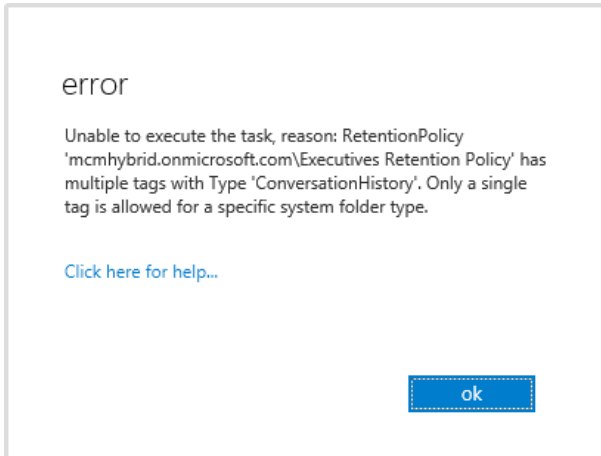 error
Unable to execute the task, reason: RetentionPolicy
'mcmhybrid.onmicrosoft.com\Executives Retention Policy' has
multiple tags with Type 'ConversationHistory'. Only a single
tag is allowed for a specific system folder type.
Click here for help...
ok